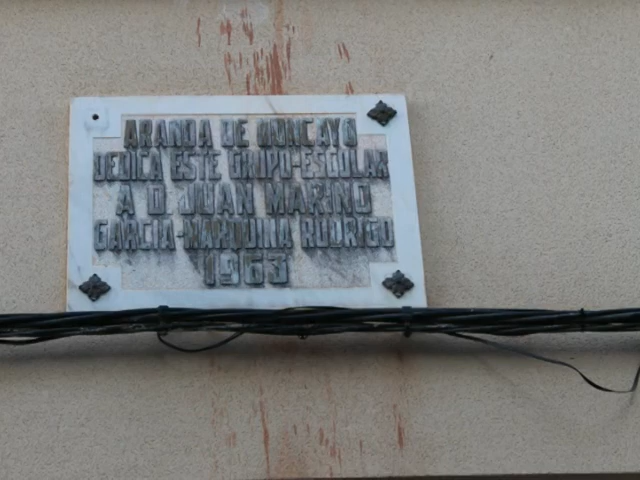 ARANDA DE MONCAYO
DEDICA ESTE GRUPO-ESCOLAR
A D. JUAN MARINO
GARCIA-MARQUINA RODRIGO
1963